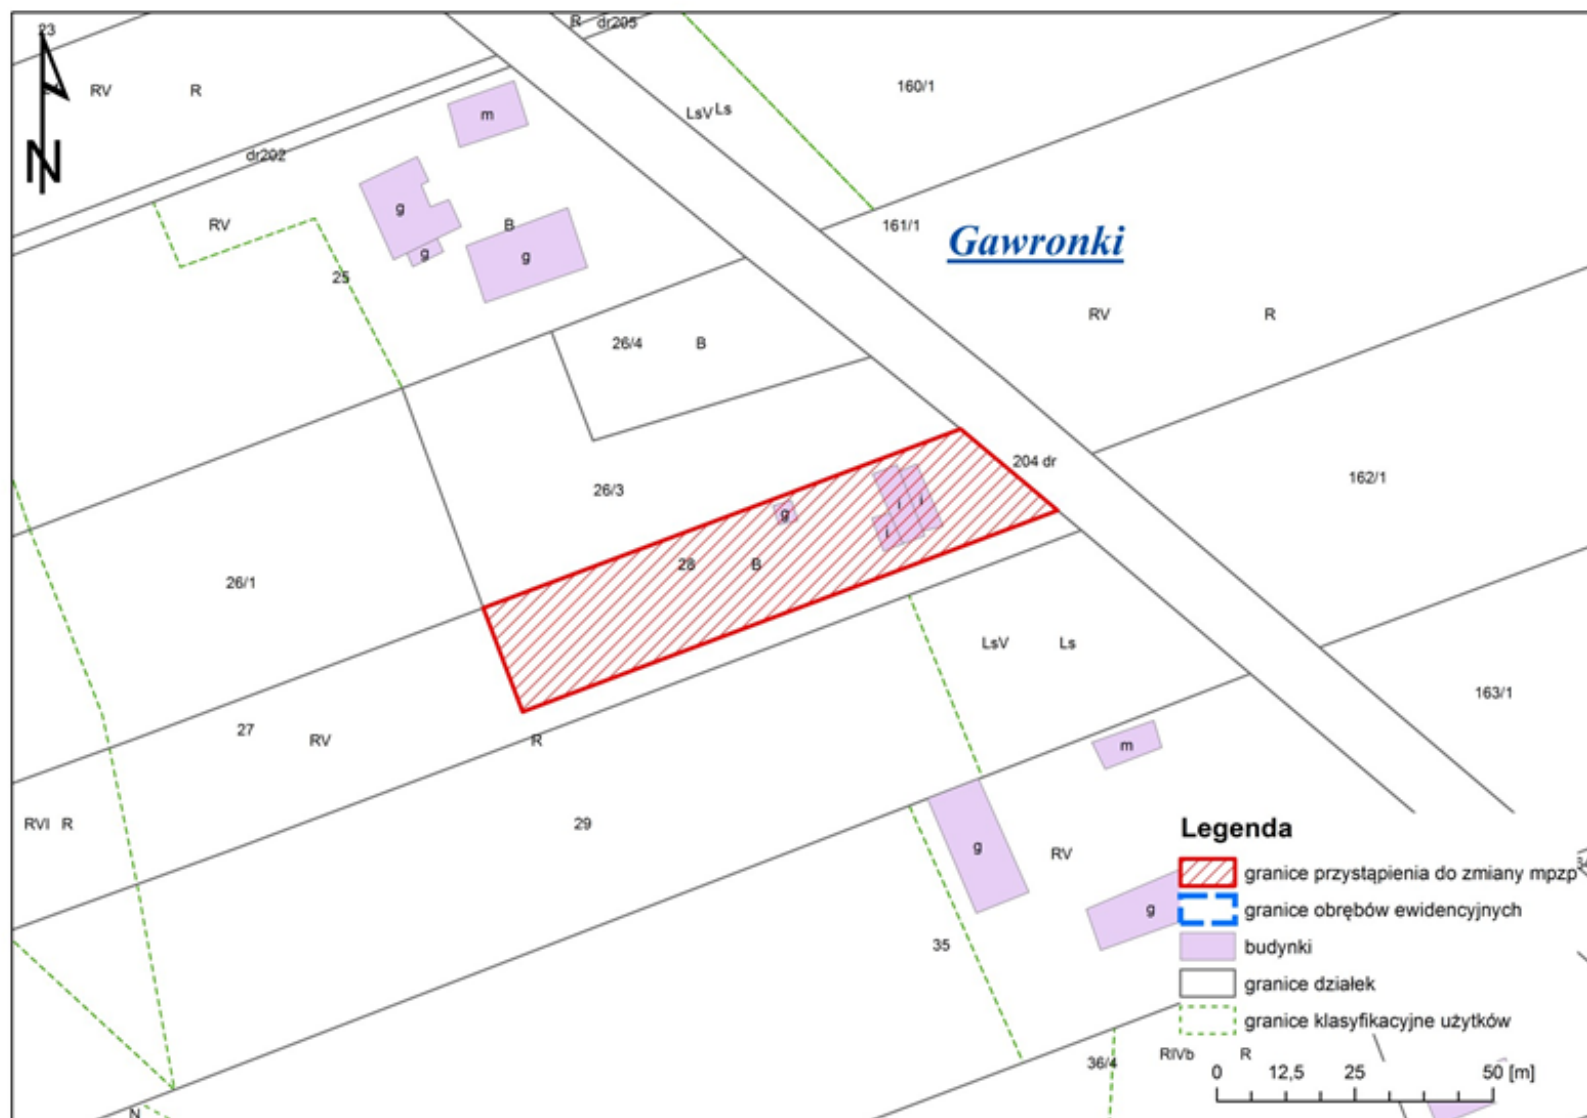 23
R dr205
RV R
160/1
m
LsV Ls
N
dr202
g
RV
B
161/1
Gawronki
g
g
25
RV R
26/4 B
204 dr
26/3
162/1
g
i i
i
28 B
26/1
LsV Ls
163/1
27
RV
R
m
RVI R
29
Legenda
g
RV
granice przystąpienia do zmiany mpzp
g
granice obrębów ewidencyjnych
35
budynki
granice działek
granice klasyfikacyjne użytków
36/4
RIVb R
0 12,5 25 50 [m]
N